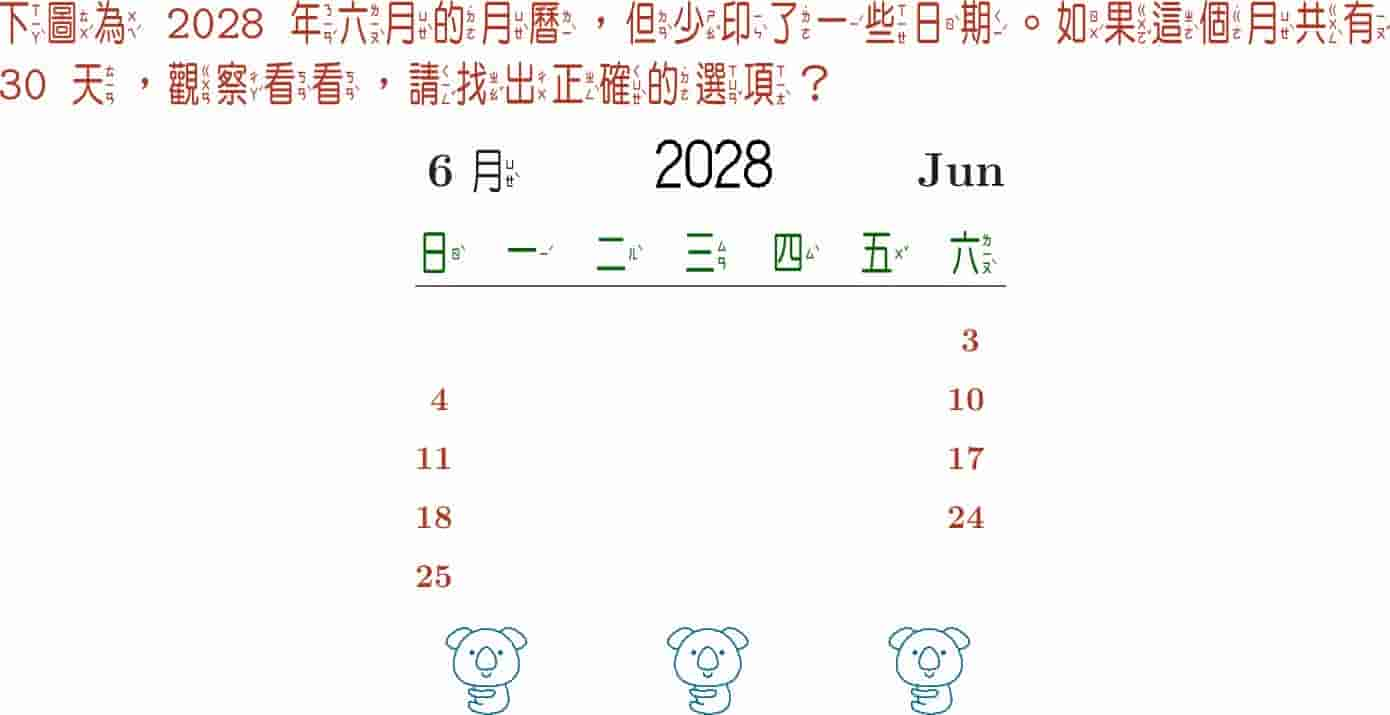 下圖為 2028 年六月的月曆，但少印了一些日期。如果這個月共有
30 天，觀察看看，請找出正確的選項？
6 月 2028 Jun
日 一 二 三 四 五 六
3
4 10
11 17
18 24
25